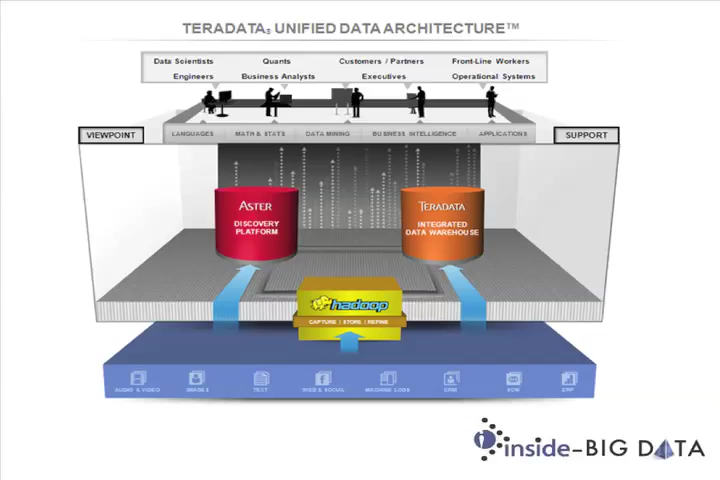 TERADATA® UNIFIED DATA ARCHITECTURE™
Data Scientists Quants Customers / Partners Front-Line Workers
Engineers Business Analysts Executives Operational Systems
VIEWPOINT
LANGUAGES MATH & STATS DATA MINING BUSINESS INTELLIGENCE APPLICATIONS
SUPPORT
ASTER
DISCOVERY
PLATFORM
TERADATA
INTEGRATED
DATA WAREHOUSE
hadoop
CAPTURE | STORE | REFINE
AUDIO & VIDEO IMAGES TEXT WEB & SOCIAL MACHINE LOGS CRM SCM ERP
inside-BIG DATA